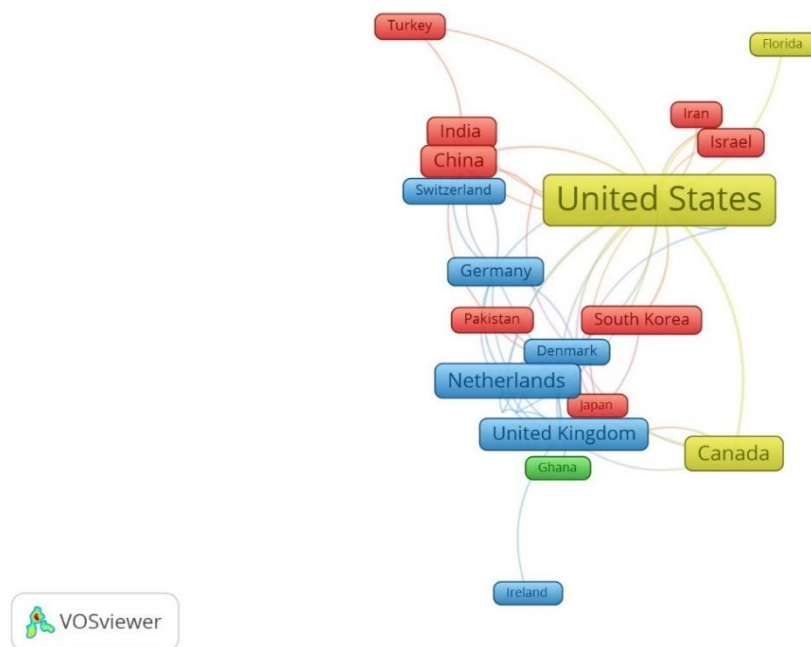 Turkey
Florida
Iran
India
Israel
China
Switzerland
United States
Germany
Pakistan
South Korea
Denmark
Netherlands
Japan
United Kingdom
Canada
Ghana
Ireland
VOSviewer